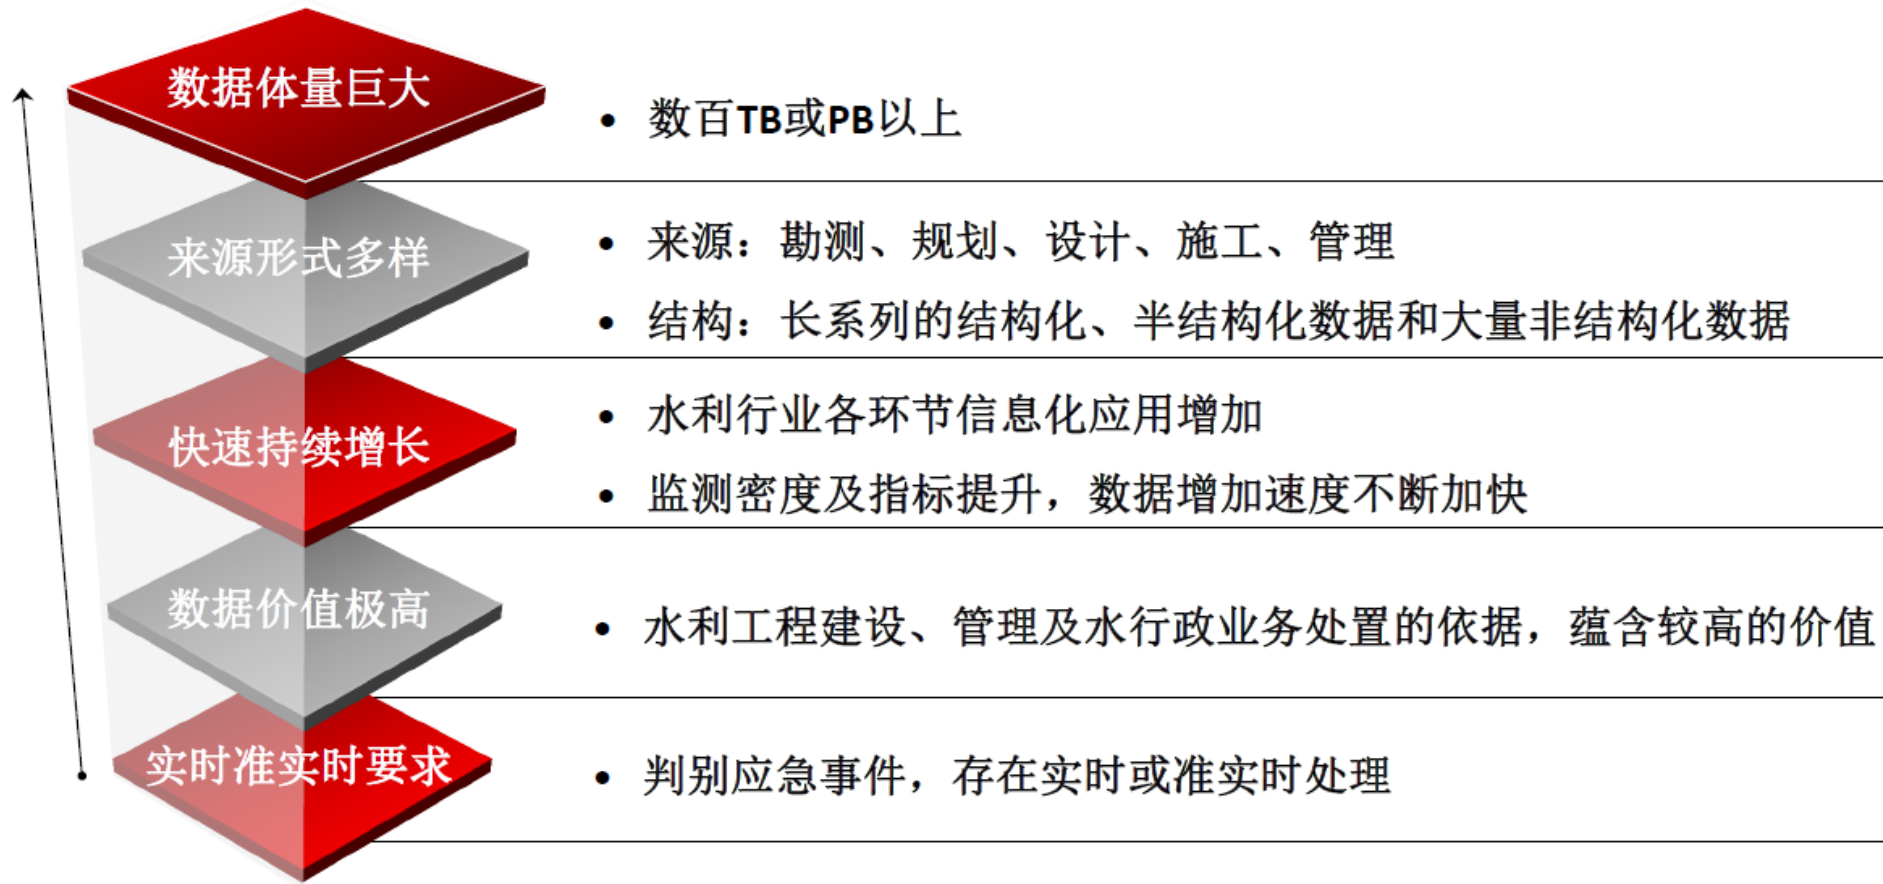 数据体量巨大
• 数百TB或PB以上
来源形式多样
• 来源：勘测、规划、设计、施工、管理
• 结构：长系列的结构化、半结构化数据和大量非结构化数据
快速持续增长
• 水利行业各环节信息化应用增加
• 监测密度及指标提升，数据增加速度不断加快
数据价值极高
• 水利工程建设、管理及水行政业务处置的依据，蕴含较高的价值
实时准实时要求
• 判别应急事件，存在实时或准实时处理